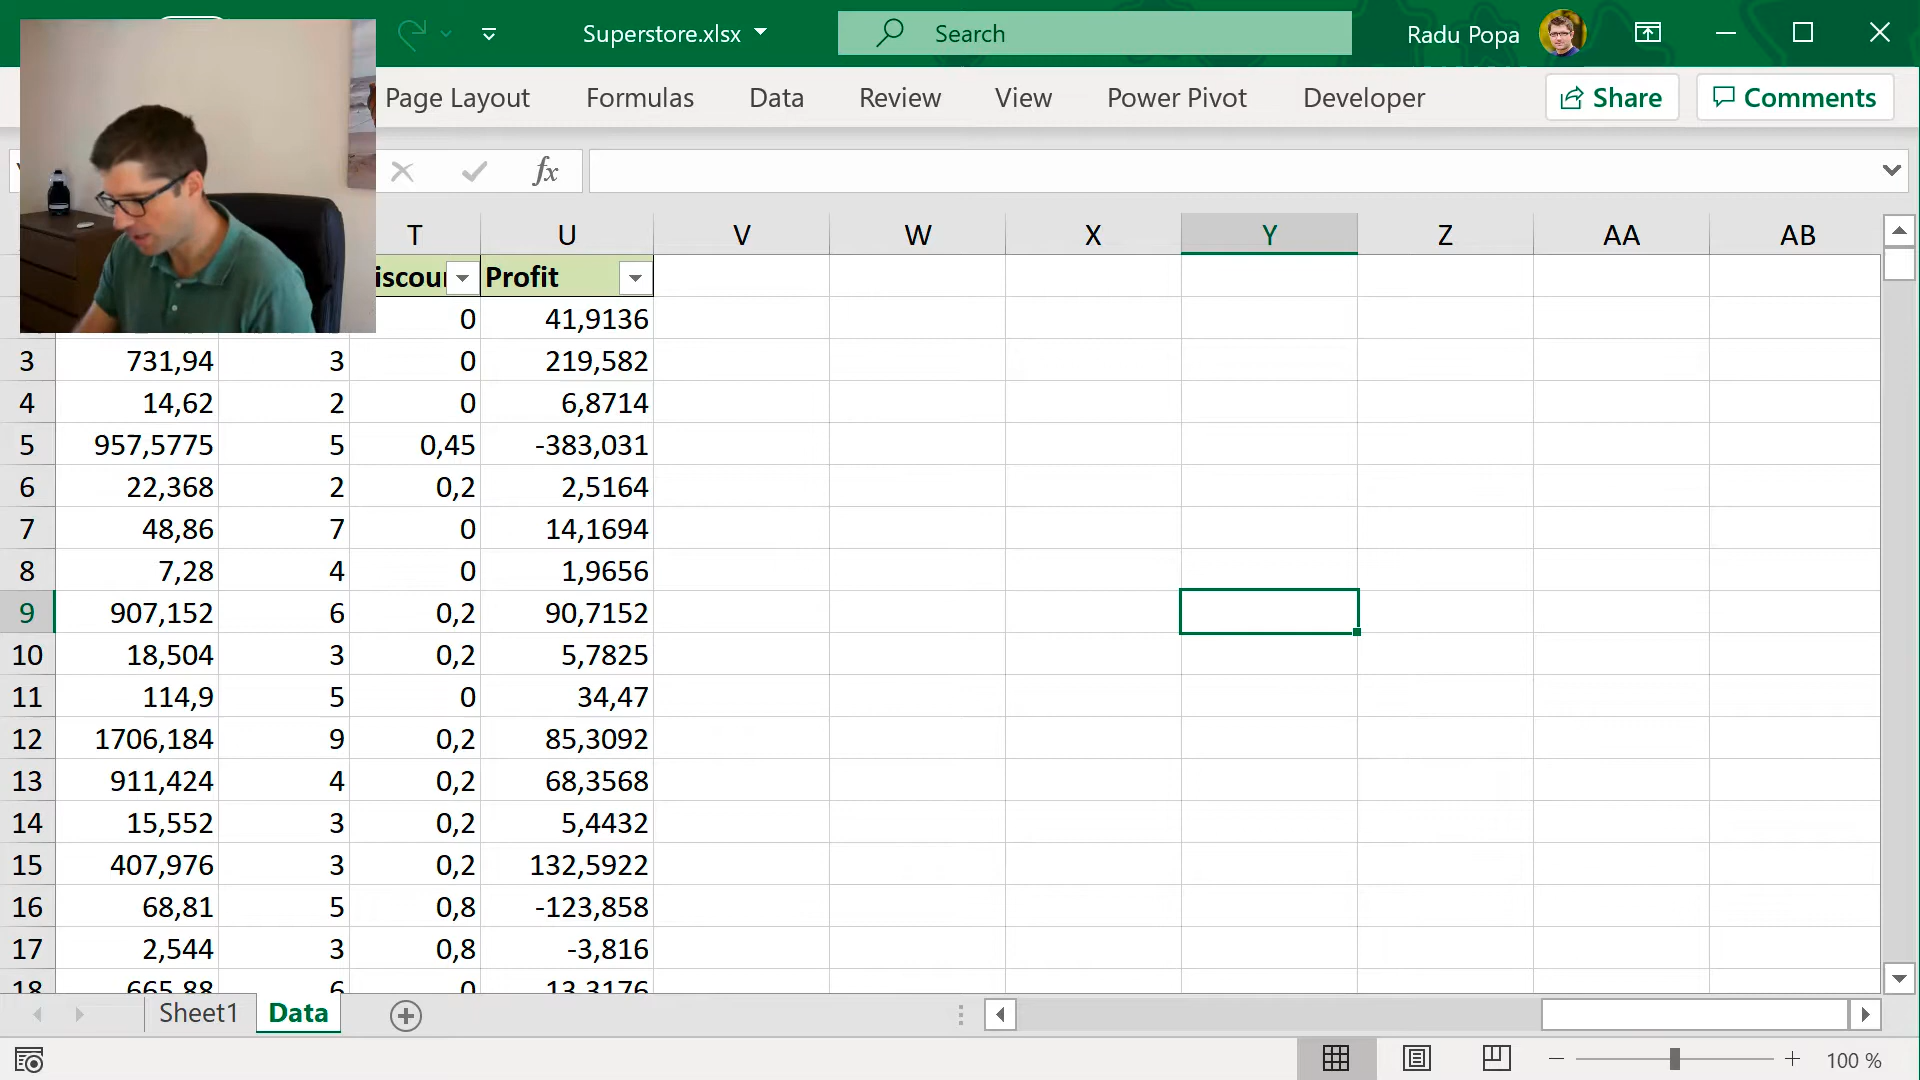 Superstore.xlsx
Search
Radu Popa
Page Layout Formulas Data Review View Power Pivot Developer Share Comments
fx
T U V W X Y Z AA AB
Profit
0 41,9136
3 731,94 3 0 219,582
4 14,62 2 0 6,8714
5 957,5775 5 0,45 -383,031
6 22,368 2 0,2 2,5164
7 48,86 7 0 14,1694
8 7,28 4 0 1,9656
9 907,152 6 0,2 90,7152
10 18,504 3 0,2 5,7825
11 114,9 5 0 34,47
12 1706,184 9 0,2 85,3092
13 911,424 4 0,2 68,3568
14 15,552 3 0,2 5,4432
15 407,976 3 0,2 132,5922
16 68,81 5 0,8 -123,858
17 2,544 3 0,8 -3,816
18 665,88 6 0 13,3176
Sheet1 Data
100 %